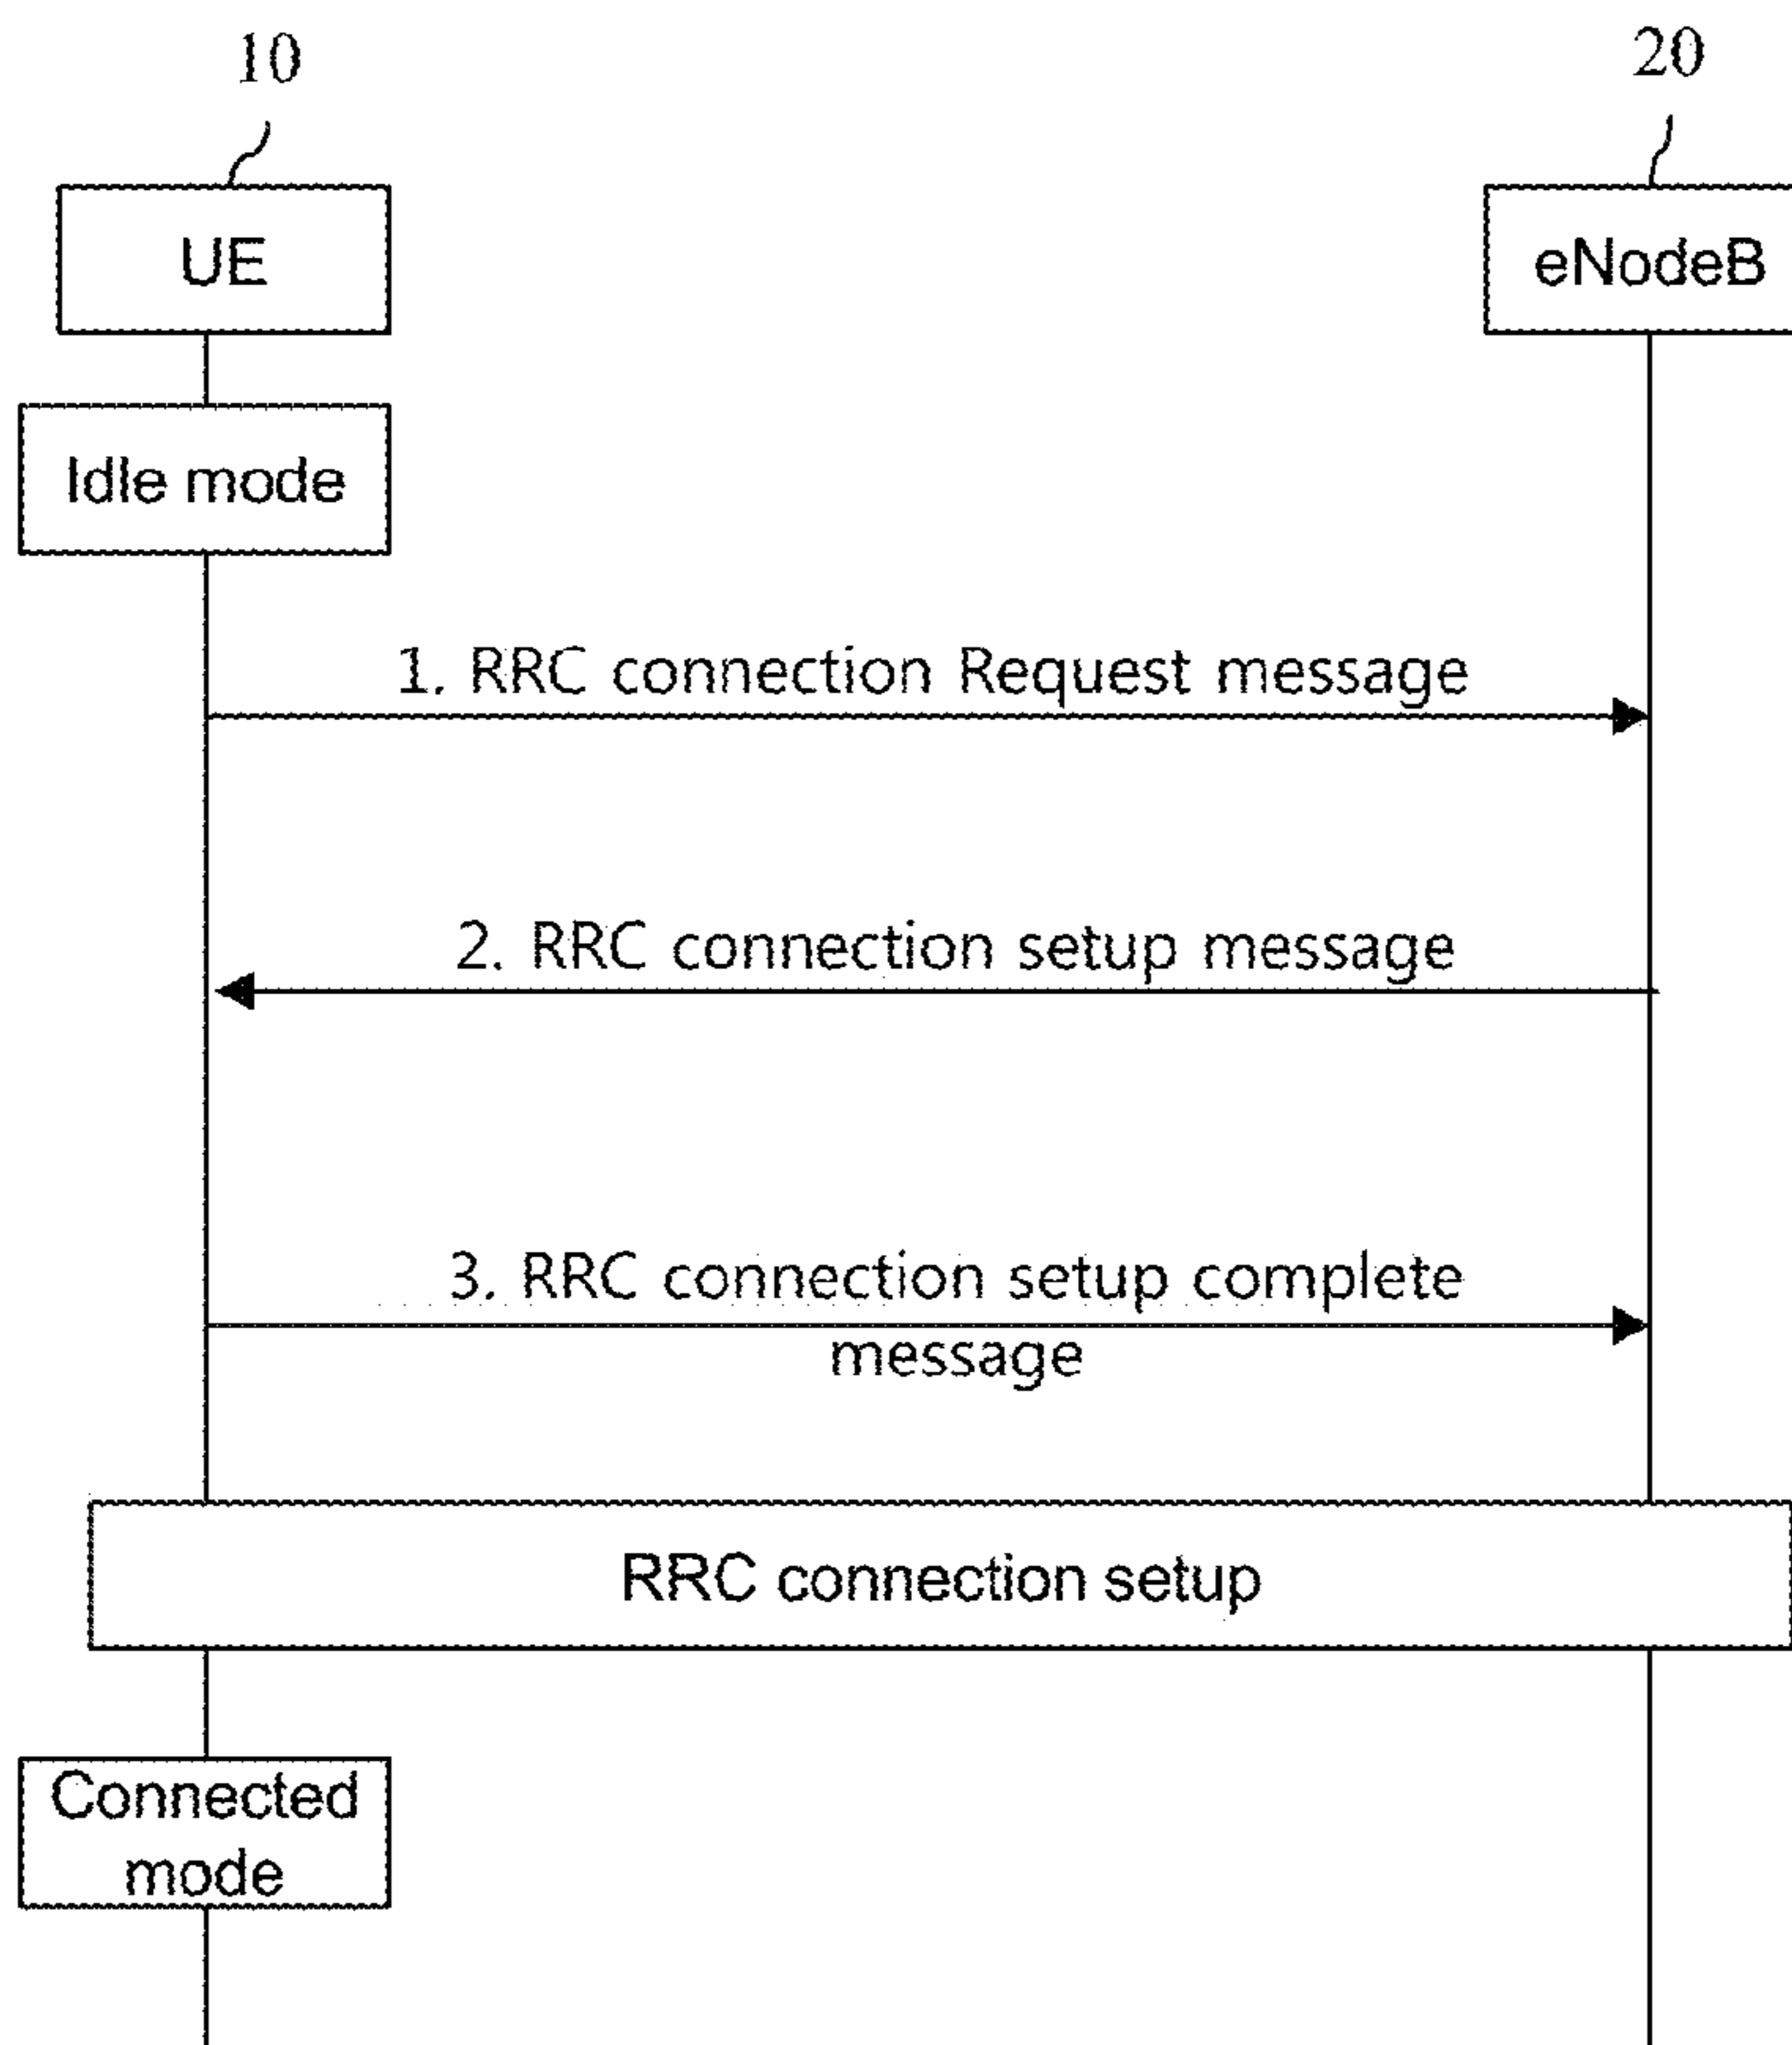 10
20
UE
eNodeB
Idle mode
1. RRC connection Request message
2. RRC connection setup message
3. RRC connection setup complete
message
RRC connection setup
Connected
mode